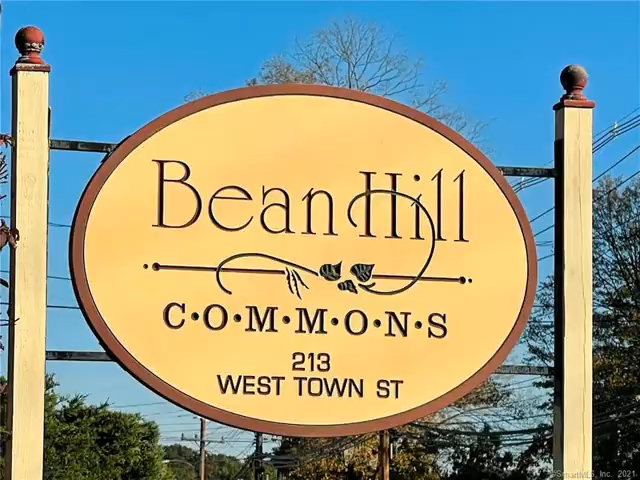 Bean Hill
C•O•M•M•O•N•S
213
WEST TOWN ST
©SmartMLS, Inc. 2021